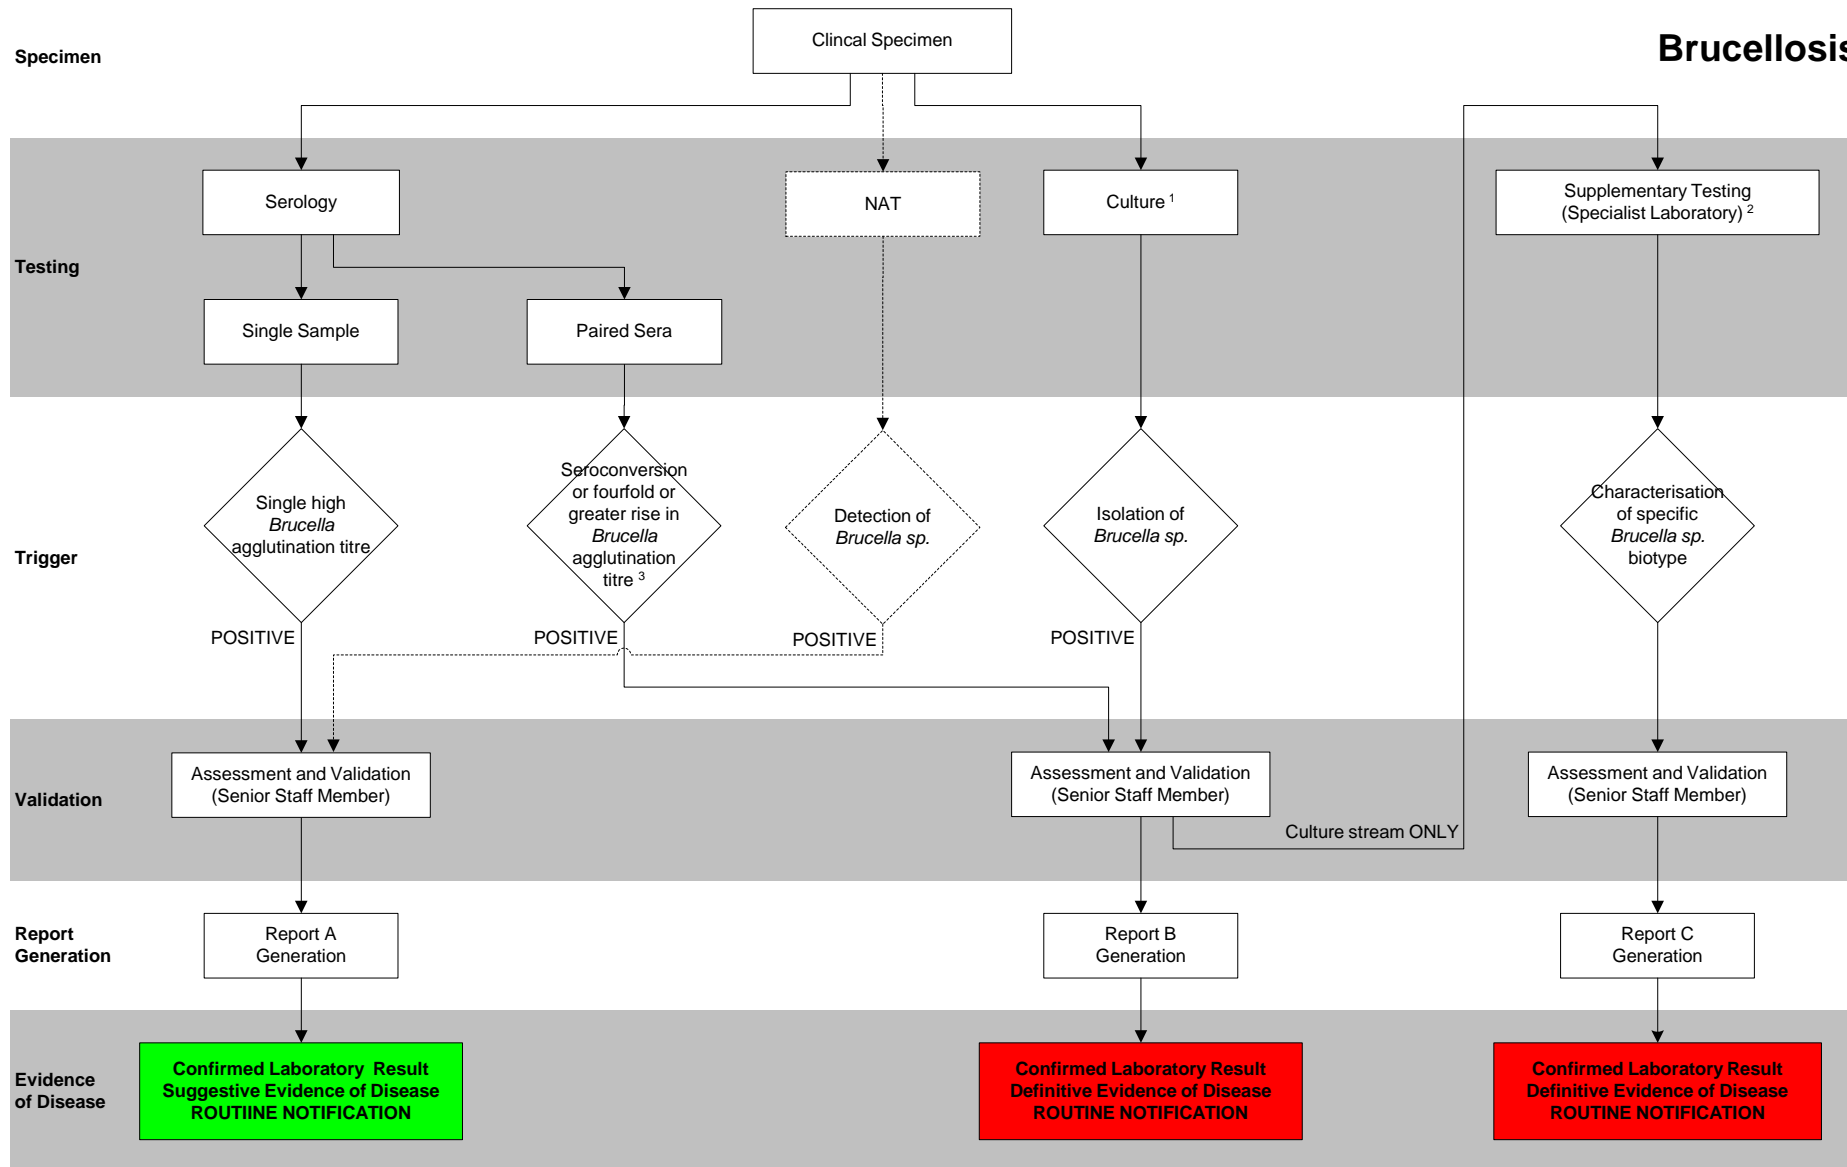 Brucellosis
Specimen
Clincal Specimen
Testing
Serology
NAT
Culture 1
Supplementary Testing
(Specialist Laboratory) 2
Single Sample
Paired Sera
Trigger
Single high
Brucella
agglutination titre
Seroconversion
or fourfold or
greater rise in
Brucella
agglutination
titre 3
Detection of
Brucella sp.
Isolation of
Brucella sp.
Characterisation
of specific
Brucella sp.
biotype
POSITIVE
POSITIVE
POSITIVE
POSITIVE
Validation
Assessment and Validation
(Senior Staff Member)
Assessment and Validation
(Senior Staff Member)
Assessment and Validation
(Senior Staff Member)
Culture stream ONLY
Report
Generation
Report A
Generation
Report B
Generation
Report C
Generation
Evidence
of Disease
Confirmed Laboratory Result
Suggestive Evidence of Disease
ROUTIINE NOTIFICATION
Confirmed Laboratory Result
Definitive Evidence of Disease
ROUTINE NOTIFICATION
Confirmed Laboratory Result
Definitive Evidence of Disease
ROUTINE NOTIFICATION